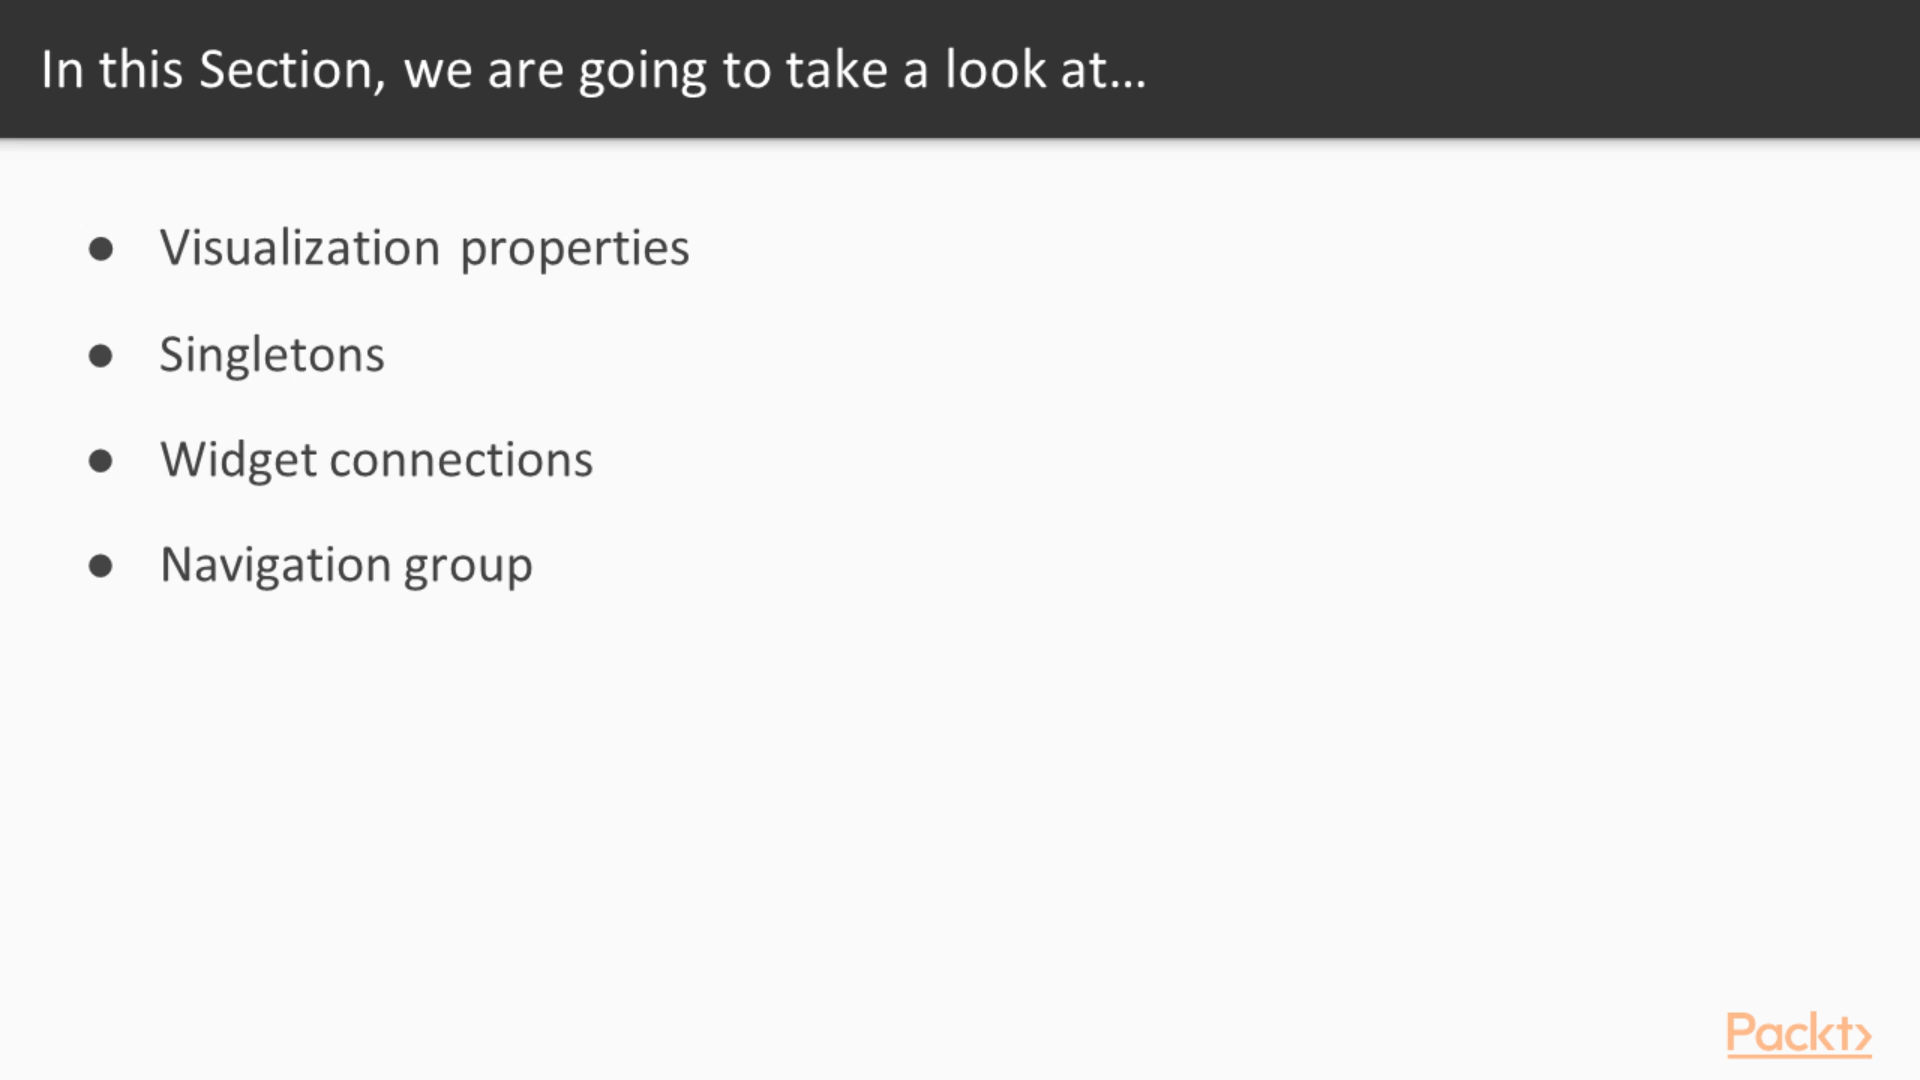 In this Section, we are going to take a look at...
● Visualization properties
● Singletons
● Widget connections
● Navigation group
Packt>